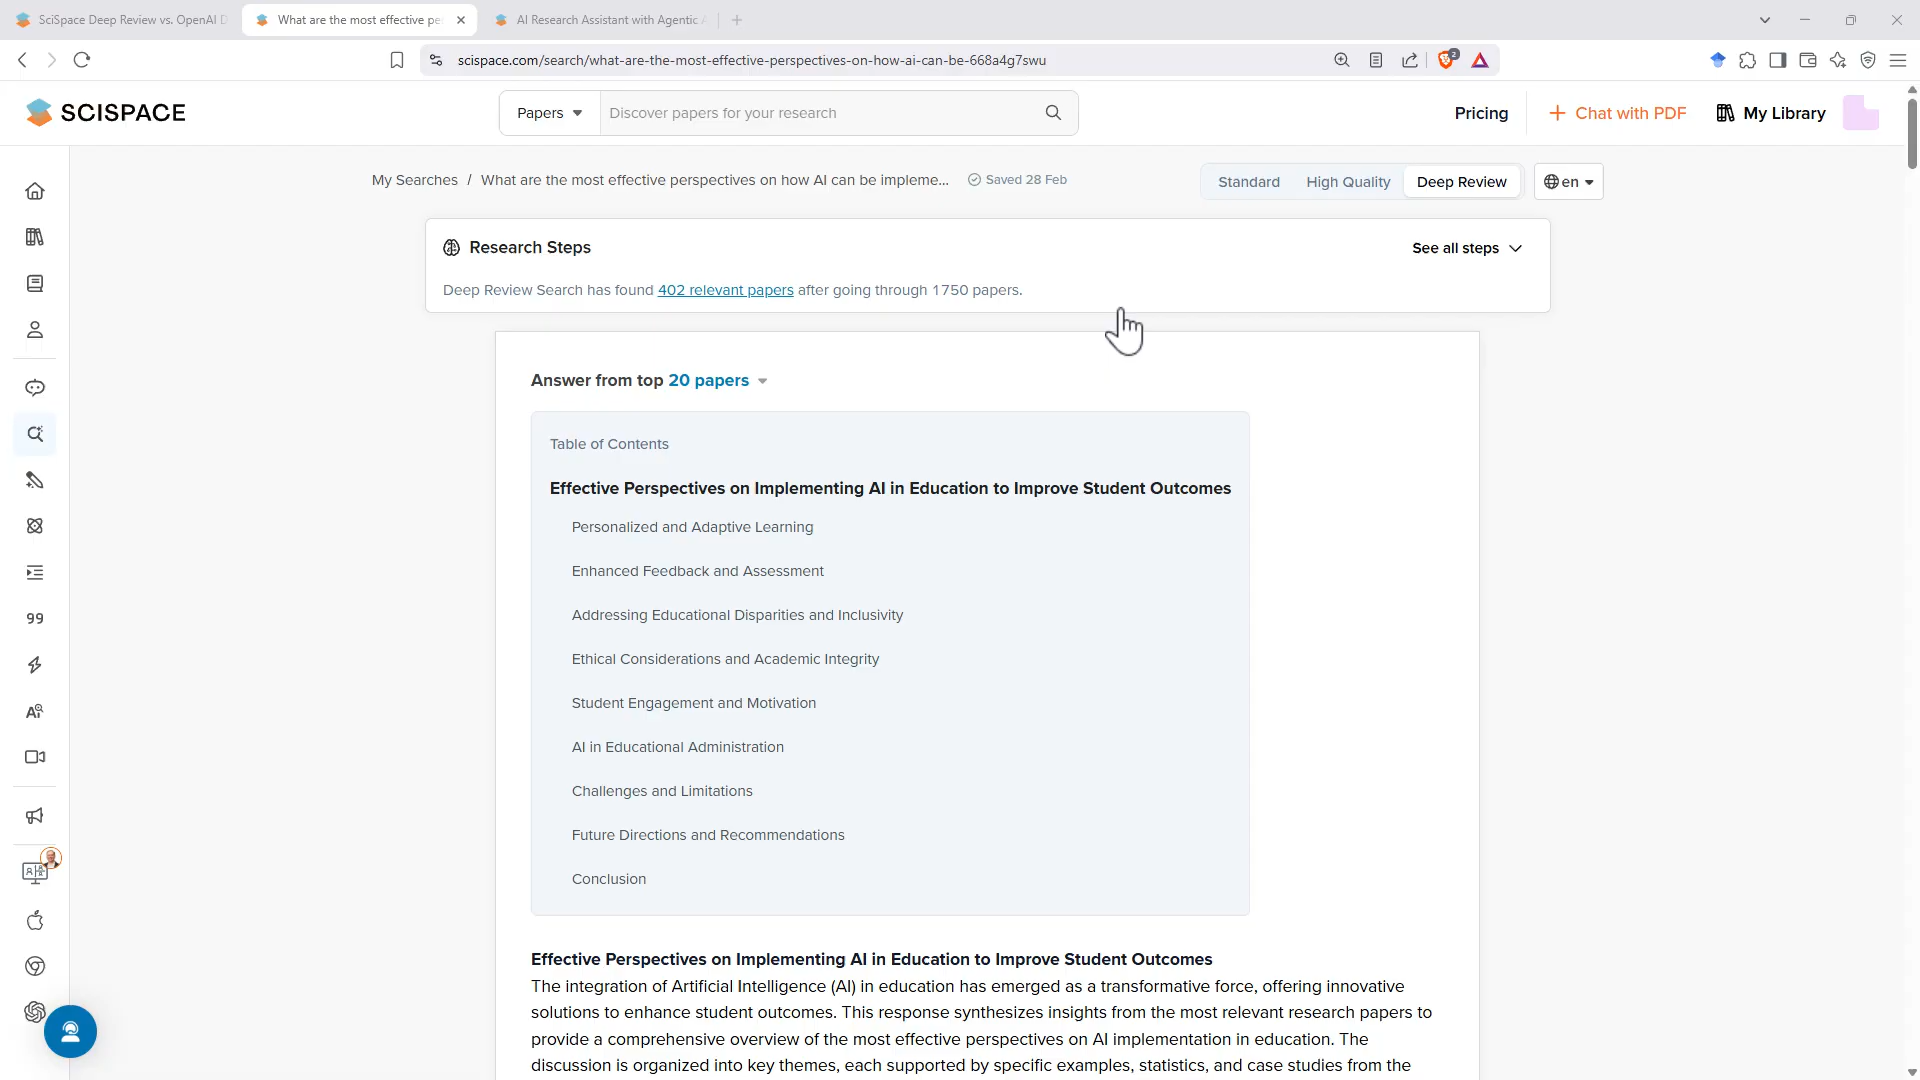 SciSpace Deep Review vs. OpenAI D
What are the most effective pe
AI Research Assistant with Agentic A
scispace.com/search/what-are-the-most-effective-perspectives-on-how-ai-can-be-668a4g7swu
2
SCISPACE
Papers
Discover papers for your research
Pricing
+ Chat with PDF
My Library
My Searches / What are the most effective perspectives on how AI can be impleme...
Saved 28 Feb
Standard
High Quality
Deep Review
en
Research Steps
See all steps
Deep Review Search has found 402 relevant papers after going through 1750 papers.
Answer from top 20 papers
Table of Contents
Effective Perspectives on Implementing AI in Education to Improve Student Outcomes
Personalized and Adaptive Learning
Enhanced Feedback and Assessment
Addressing Educational Disparities and Inclusivity
Ethical Considerations and Academic Integrity
Student Engagement and Motivation
AI in Educational Administration
Challenges and Limitations
Future Directions and Recommendations
Conclusion
Effective Perspectives on Implementing AI in Education to Improve Student Outcomes
The integration of Artificial Intelligence (AI) in education has emerged as a transformative force, offering innovative
solutions to enhance student outcomes. This response synthesizes insights from the most relevant research papers to
provide a comprehensive overview of the most effective perspectives on AI implementation in education. The
discussion is organized into key themes, each supported by specific examples, statistics, and case studies from the